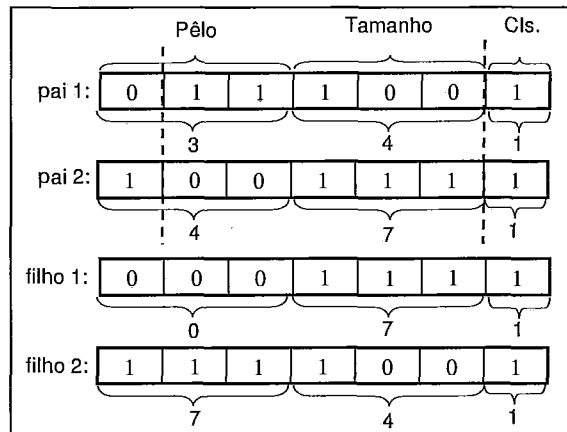 Pêlo Tamanho Cls.
pai 1: 0 1 1 1 0 0 1
3 4 1
pai 2: 1 0 0 1 1 1 1
4 7 1
filho 1: 0 0 0 1 1 1 1
0 7 1
filho 2: 1 1 1 1 0 0 1
7 4 1